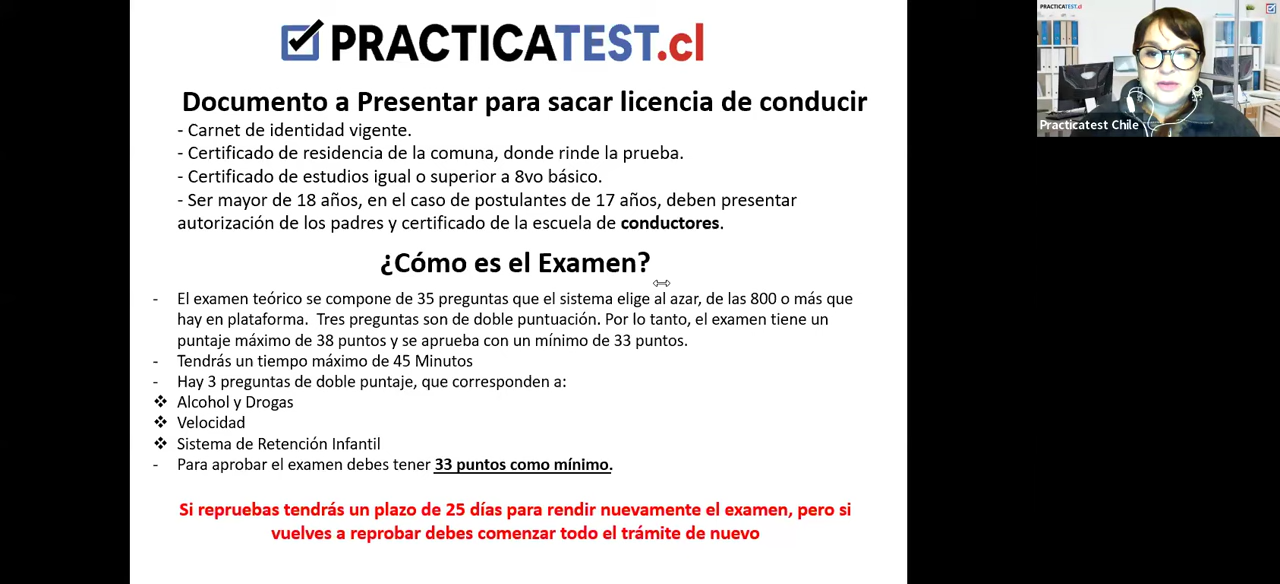 PRACTICATEST.cl
PRACTICATEST.cl
Practicatest Chile
Documento a Presentar para sacar licencia de conducir
- Carnet de identidad vigente.
- Certificado de residencia de la comuna, donde rinde la prueba.
- Certificado de estudios igual o superior a 8vo básico.
- Ser mayor de 18 años, en el caso de postulantes de 17 años, deben presentar
autorización de los padres y certificado de la escuela de conductores.
¿Cómo es el Examen?
- El examen teórico se compone de 35 preguntas que el sistema elige al azar, de las 800 o más que
hay en plataforma. Tres preguntas son de doble puntuación. Por lo tanto, el examen tiene un
puntaje máximo de 38 puntos y se aprueba con un mínimo de 33 puntos.
- Tendrás un tiempo máximo de 45 Minutos
- Hay 3 preguntas de doble puntaje, que corresponden a:
❖ Alcohol y Drogas
❖ Velocidad
❖ Sistema de Retención Infantil
- Para aprobar el examen debes tener 33 puntos como mínimo.
Si repruebas tendrás un plazo de 25 días para rendir nuevamente el examen, pero si
vuelves a reprobar debes comenzar todo el trámite de nuevo